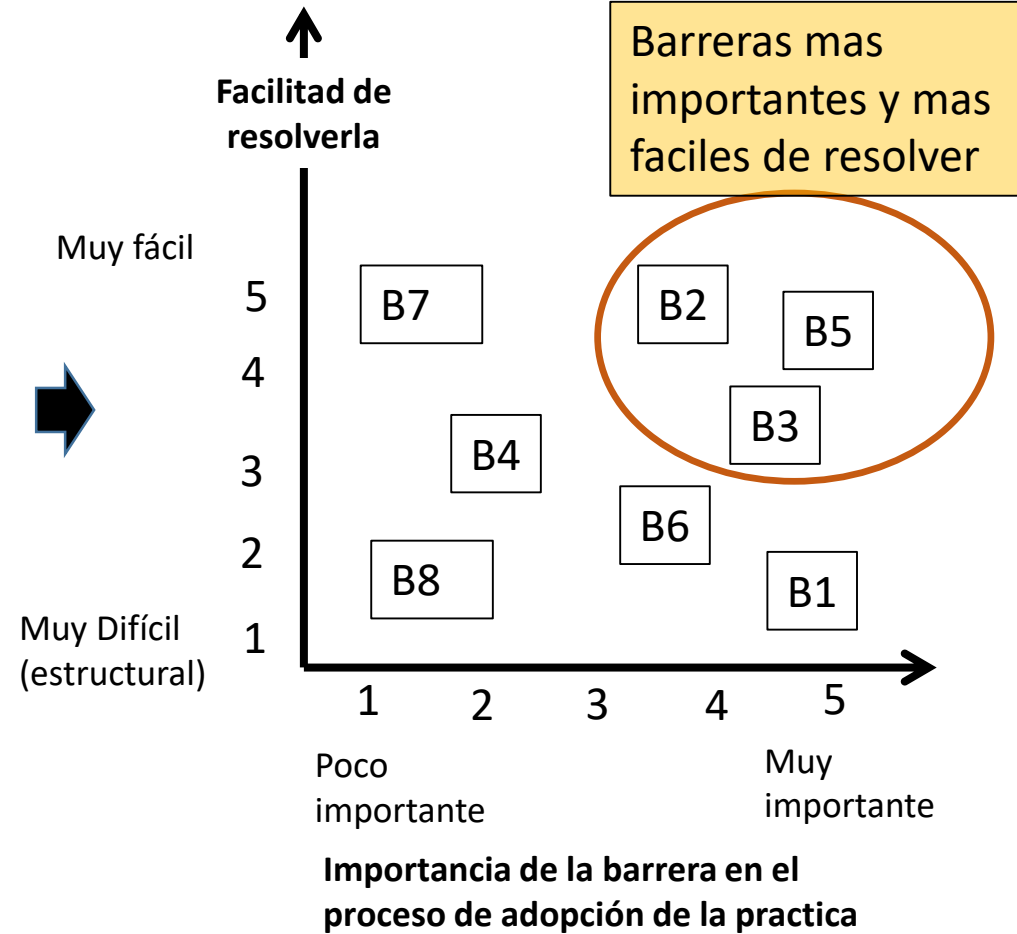 Facilitad de
resolverla
Barreras mas
importantes y mas
faciles de resolver
Muy fácil
5
4
3
2
1
B7
B2
B5
B3
B4
B6
B8
B1
Muy Difícil
(estructural)
1 2 3 4 5
Poco
importante
Muy
importante
Importancia de la barrera en el
proceso de adopción de la practica